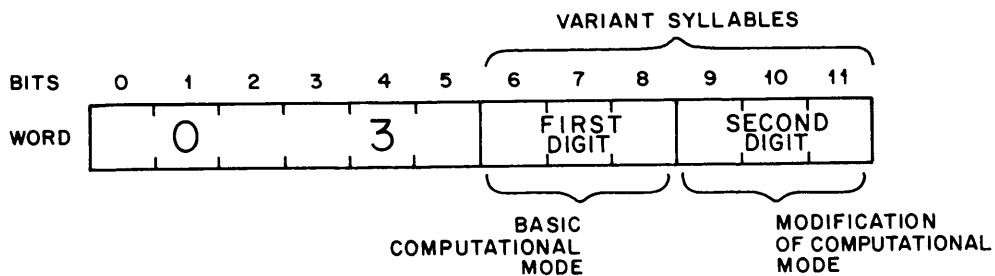 VARIANT SYLLABLES
BITS 0 1 2 3 4 5 6 7 8 9 10 11
WORD 0 3 FIRST DIGIT SECOND DIGIT
BASIC COMPUTATIONAL MODE
MODIFICATION OF COMPUTATIONAL MODE